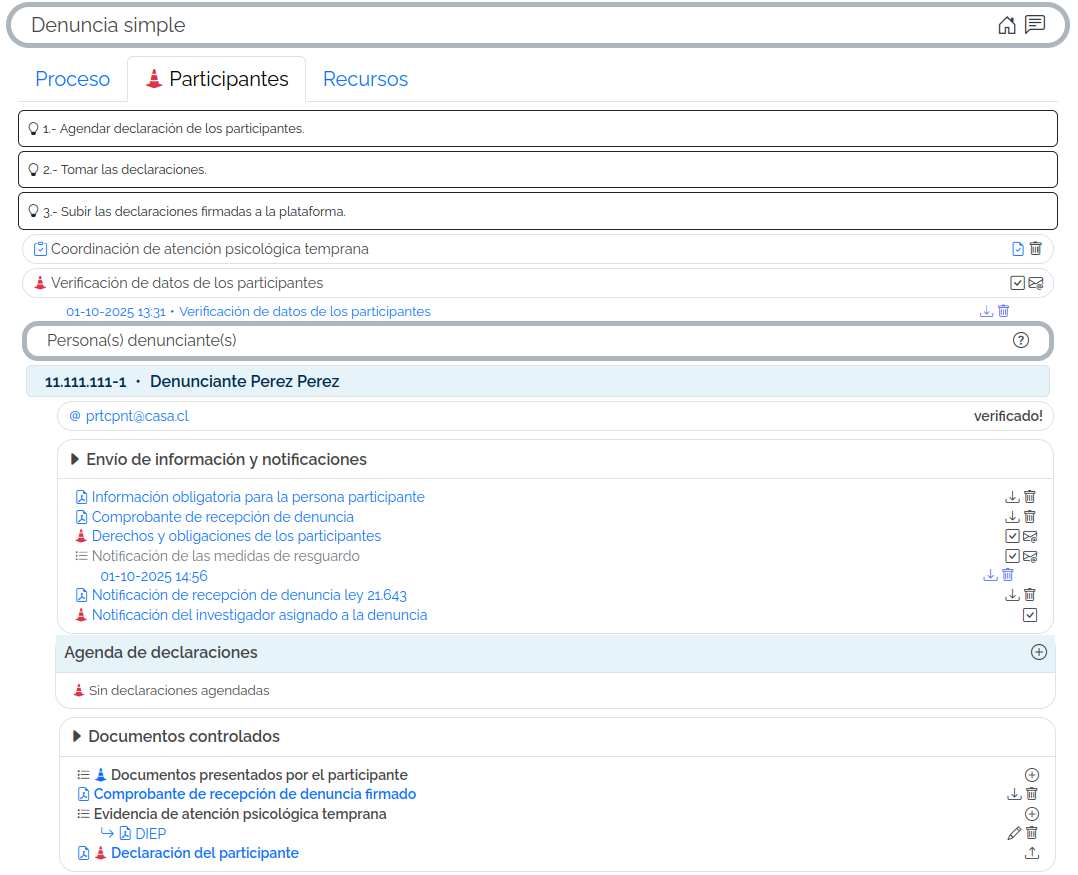 Denuncia simple
Proceso
Participantes
Recursos
1.- Agendar declaración de los participantes.
2.- Tomar las declaraciones.
3.- Subir las declaraciones firmadas a la plataforma.
Coordinación de atención psicológica temprana
Verificación de datos de los participantes
01-10-2025 13:31 • Verificación de datos de los participantes
Persona(s) denunciante(s)
11.111.111-1 • Denunciante Perez Perez
@ prtcpnt@casa.cl verificado!
Envío de información y notificaciones
Información obligatoria para la persona participante
Comprobante de recepción de denuncia
Derechos y obligaciones de los participantes
Notificación de las medidas de resguardo
01-10-2025 14:56
Notificación de recepción de denuncia ley 21.643
Notificación del investigador asignado a la denuncia
Agenda de declaraciones
Sin declaraciones agendadas
Documentos controlados
Documentos presentados por el participante
Comprobante de recepción de denuncia firmado
Evidencia de atención psicológica temprana
DIEP
Declaración del participante